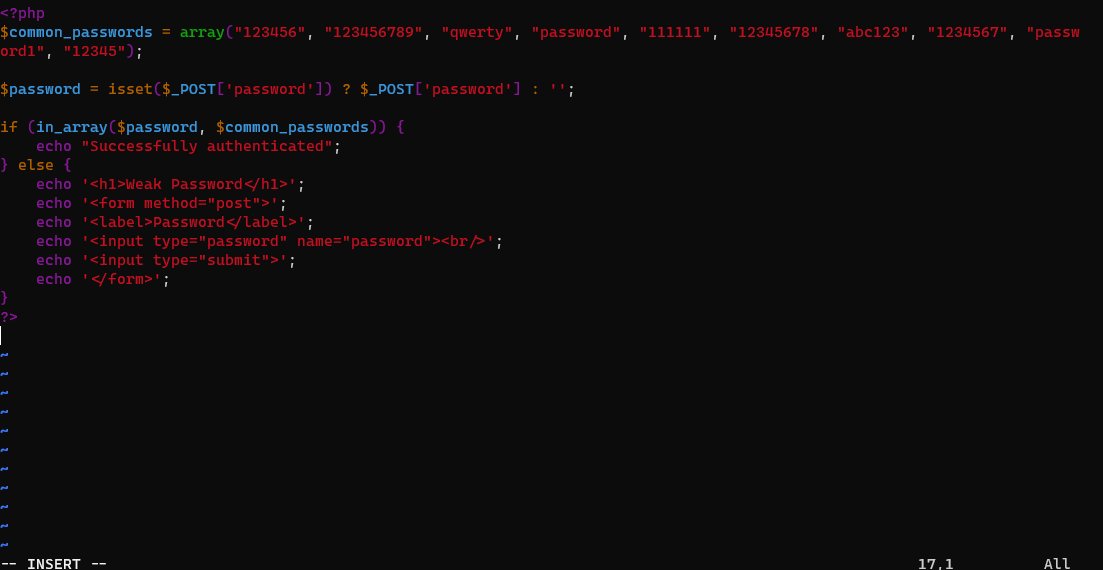 <?php
$common_passwords = array("123456", "123456789", "qwerty", "password", "111111", "12345678", "abc123", "1234567", "passw
ord1", "12345");

$password = isset($_POST['password']) ? $_POST['password'] : '';

if (in_array($password, $common_passwords)) {
    echo "Successfully authenticated";
} else {
    echo '<h1>Weak Password</h1>';
    echo '<form method="post">';
    echo '<label>Password</label>';
    echo '<input type="password" name="password"><br/>';
    echo '<input type="submit">';
    echo '</form>';
}
?>

~
~
~
~
~
~
~
~
~
~
~
-- INSERT -- 17,1 All